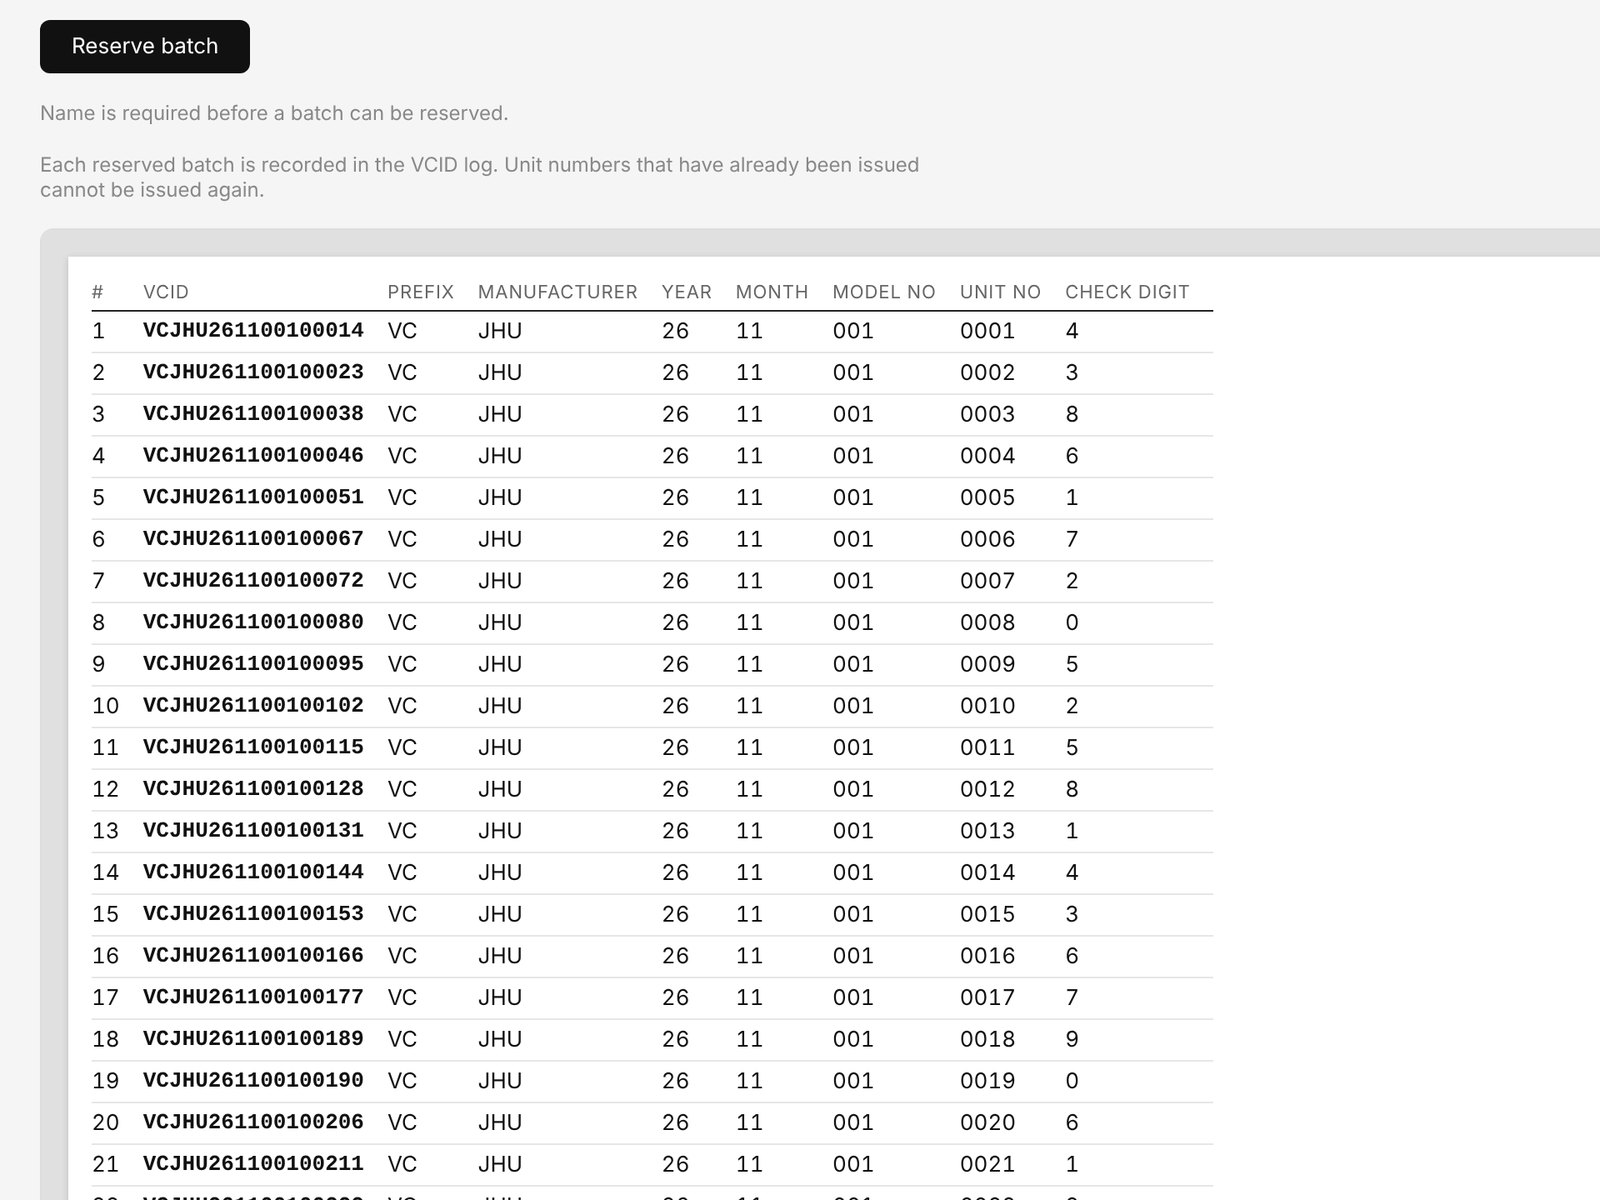 Reserve batch
Name is required before a batch can be reserved.
Each reserved batch is recorded in the VCID log. Unit numbers that have already been issued
cannot be issued again.
# VCID PREFIX MANUFACTURER YEAR MONTH MODEL NO UNIT NO CHECK DIGIT
1 VCJHU261100100014 VC JHU 26 11 001 0001 4
2 VCJHU261100100023 VC JHU 26 11 001 0002 3
3 VCJHU261100100038 VC JHU 26 11 001 0003 8
4 VCJHU261100100046 VC JHU 26 11 001 0004 6
5 VCJHU261100100051 VC JHU 26 11 001 0005 1
6 VCJHU261100100067 VC JHU 26 11 001 0006 7
7 VCJHU261100100072 VC JHU 26 11 001 0007 2
8 VCJHU261100100080 VC JHU 26 11 001 0008 0
9 VCJHU261100100095 VC JHU 26 11 001 0009 5
10 VCJHU261100100102 VC JHU 26 11 001 0010 2
11 VCJHU261100100115 VC JHU 26 11 001 0011 5
12 VCJHU261100100128 VC JHU 26 11 001 0012 8
13 VCJHU261100100131 VC JHU 26 11 001 0013 1
14 VCJHU261100100144 VC JHU 26 11 001 0014 4
15 VCJHU261100100153 VC JHU 26 11 001 0015 3
16 VCJHU261100100166 VC JHU 26 11 001 0016 6
17 VCJHU261100100177 VC JHU 26 11 001 0017 7
18 VCJHU261100100189 VC JHU 26 11 001 0018 9
19 VCJHU261100100190 VC JHU 26 11 001 0019 0
20 VCJHU261100100206 VC JHU 26 11 001 0020 6
21 VCJHU261100100211 VC JHU 26 11 001 0021 1